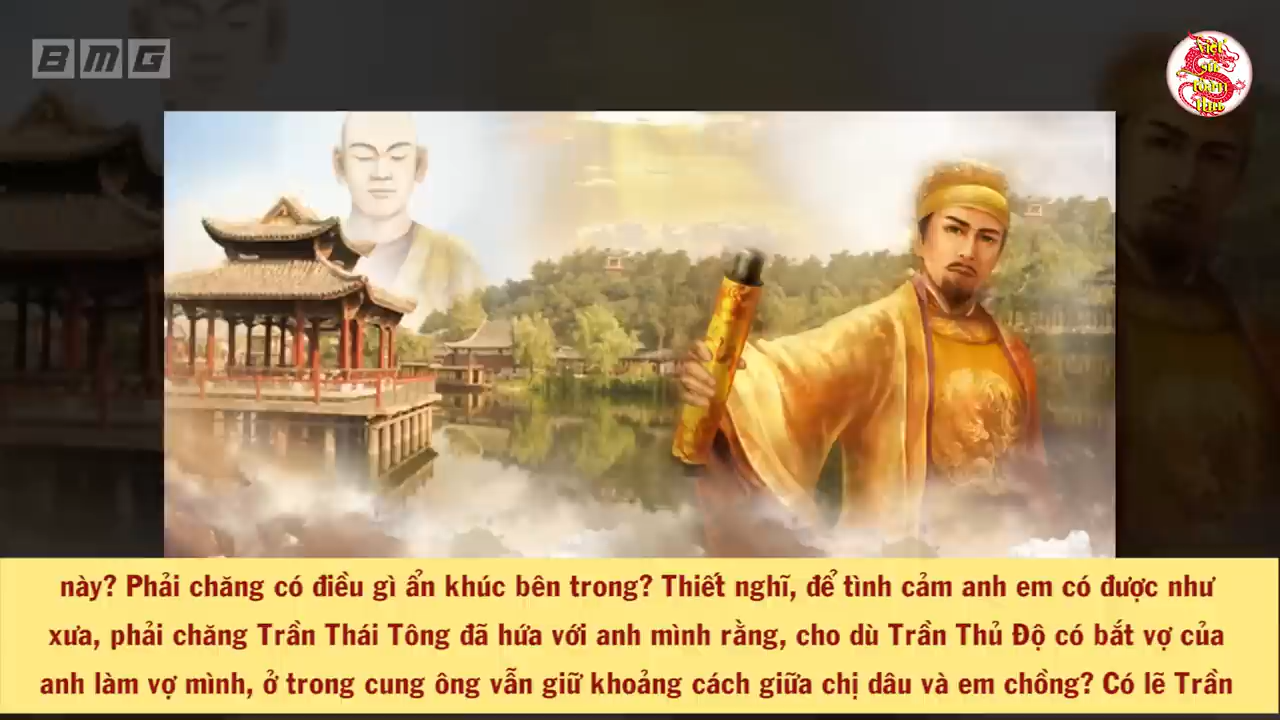 BMG
này? Phải chăng có điều gì ẩn khúc bên trong? Thiết nghĩ, để tình cảm anh em có được như
xưa, phải chăng Trần Thái Tông đã hứa với anh mình rằng, cho dù Trần Thủ Độ có bắt vợ của
anh làm vợ mình, ở trong cung ông vẫn giữ khoảng cách giữa chị dâu và em chồng? Có lẽ Trần